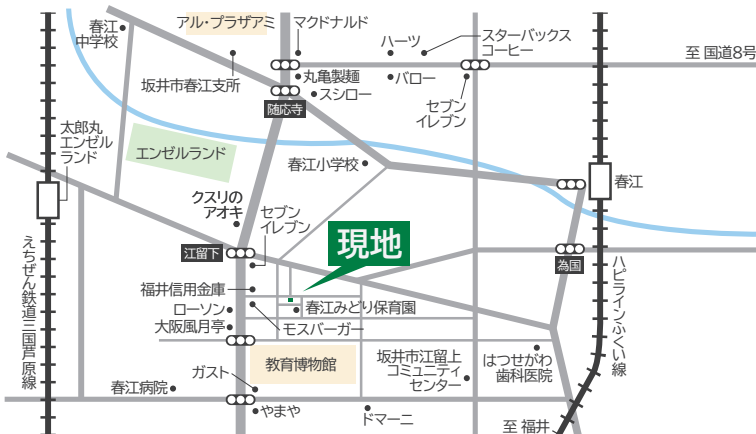 アル・プラザアミ
マクドナルド
春江
中学校
ハーツ
スターバックス
コーヒー
至 国道8号
坂井市春江支所
丸亀製麺
バロー
スシロー
セブン
イレブン
随応寺
太郎丸
エンゼル
ランド
エンゼルランド
春江小学校
春江
クスリの
アオキ
セブン
イレブン
現地
江留下
為国
えちぜん鉄道三国芦原線
ハピラインふくい線
福井信用金庫
ローソン
春江みどり保育園
大阪風月亭
モスバーガー
教育博物館
坂井市江留上
コミュニティ
センター
はつせがわ
歯科医院
ガスト
春江病院
やまや
ドマーニ
至 福井